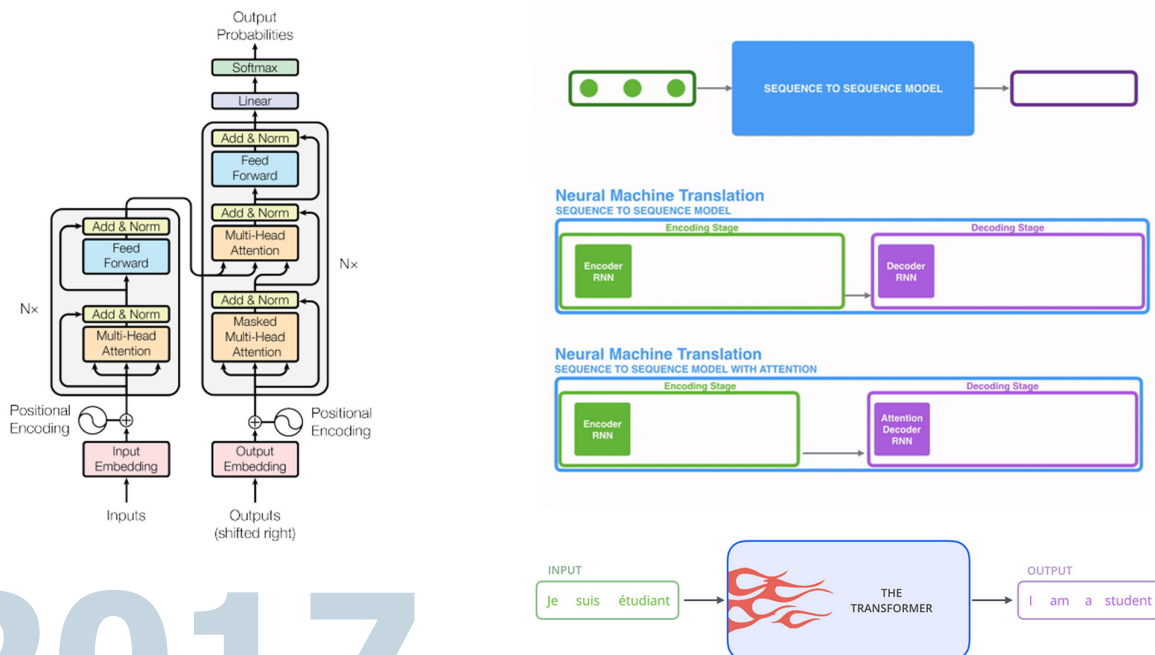 Output
Probabilities
Softmax
Linear
Add & Norm
Feed
Forward
Add & Norm
Multi-Head
Attention
Nx
Add & Norm
Masked
Multi-Head
Attention
Add & Norm
Feed
Forward
Nx
Add & Norm
Multi-Head
Attention
Positional
Encoding
Positional
Encoding
Input
Embedding
Output
Embedding
Inputs
Outputs
(shifted right)
2017
SEQUENCE TO SEQUENCE MODEL
Neural Machine Translation
SEQUENCE TO SEQUENCE MODEL
Encoding Stage
Decoding Stage
Encoder
RNN
Decoder
RNN
Neural Machine Translation
SEQUENCE TO SEQUENCE MODEL WITH ATTENTION
Encoding Stage
Decoding Stage
Encoder
RNN
Attention
Decoder
RNN
INPUT
Je suis étudiant
THE
TRANSFORMER
OUTPUT
I am a student